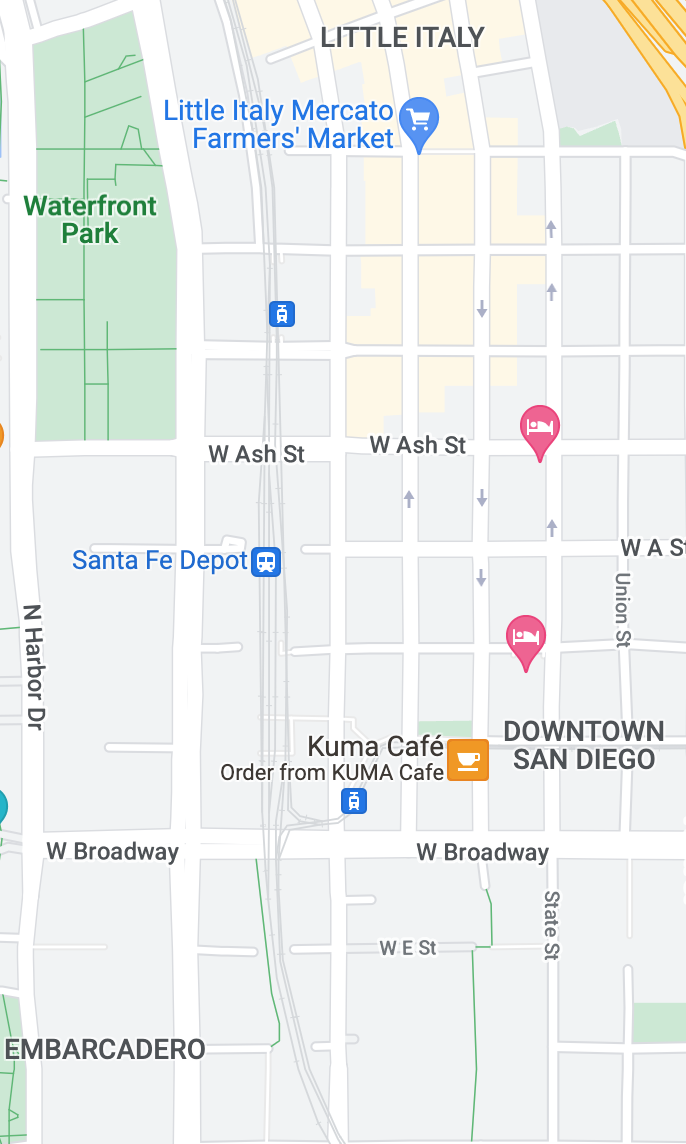 LITTLE ITALY
Little Italy Mercato
Farmers' Market
Waterfront
Park
W Ash St
W Ash St
Santa Fe Depot
W A St
Union St
N Harbor Dr
Kuma Café
Order from KUMA Cafe
DOWNTOWN
SAN DIEGO
W Broadway
W Broadway
State St
W E St
EMBARCADERO